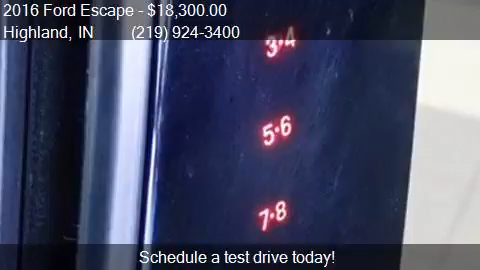 2016 Ford Escape - $18,300.00
Highland, IN (219) 924-3400
3•4
5•6
7•8
Schedule a test drive today!